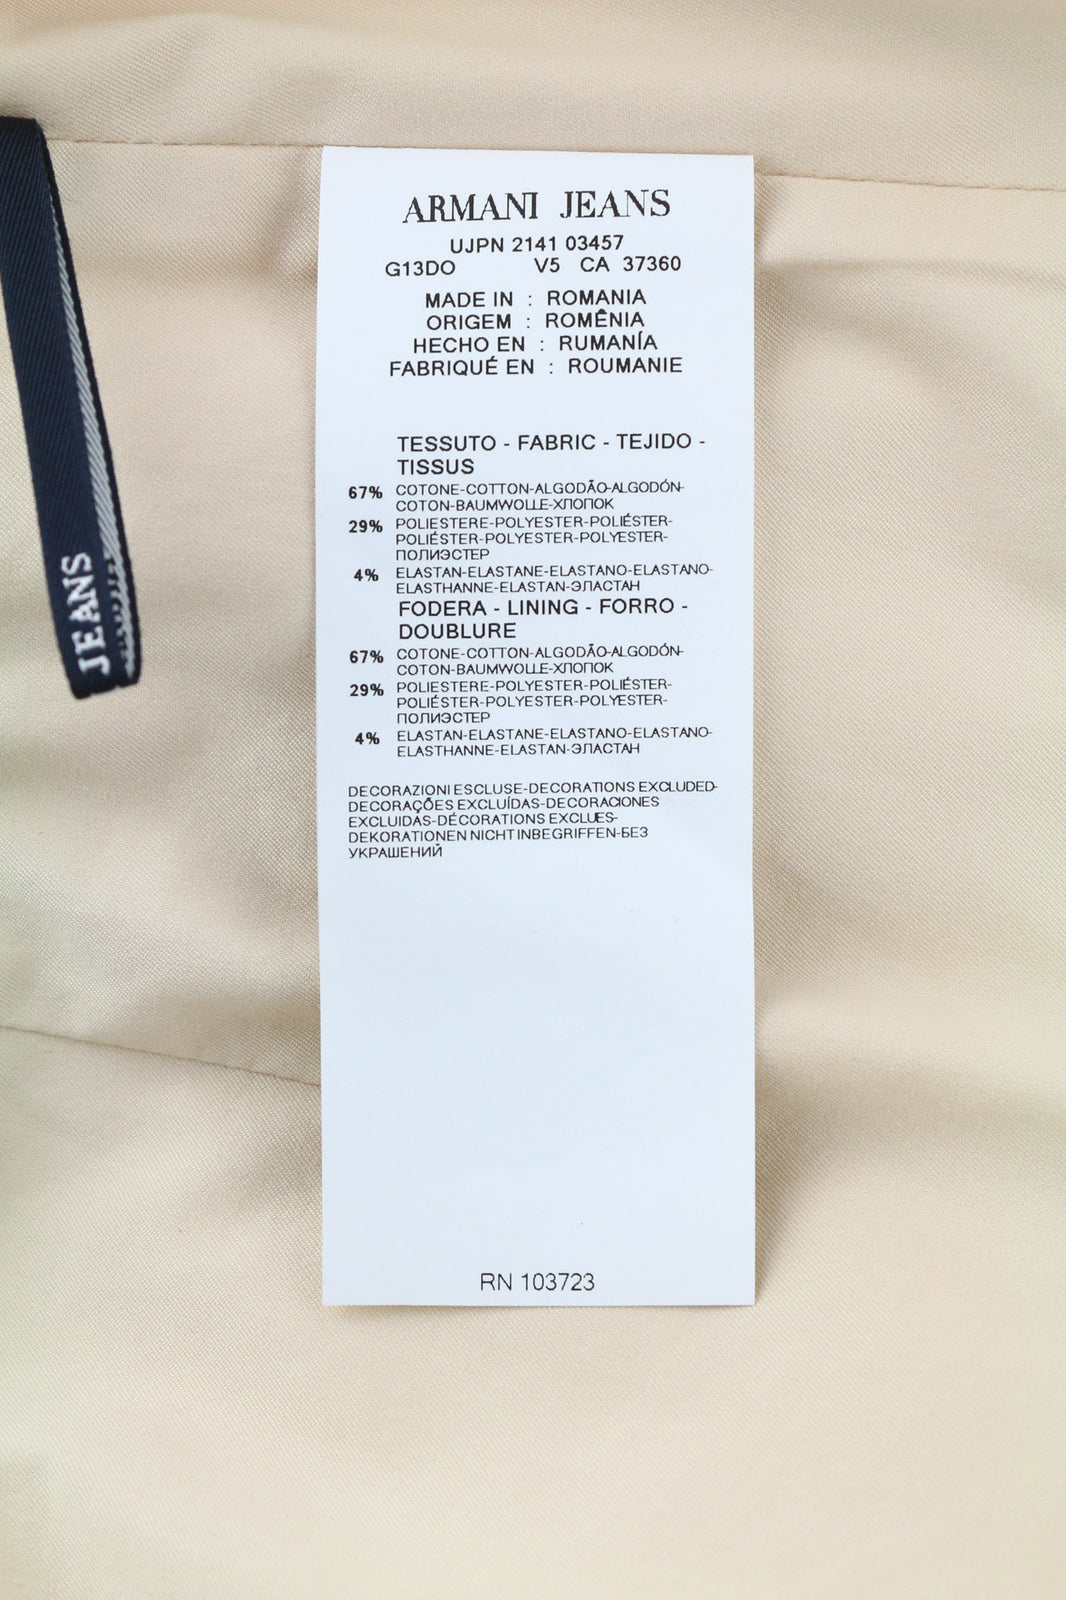 ARMANI JEANS
UJPN 2141 03457
G13DO V5 CA 37360
MADE IN : ROMANIA
ORIGEM : ROMÊNIA
HECHO EN : RUMANÍA
FABRIQUÉ EN : ROUMANIE
TESSUTO - FABRIC - TEJIDO -
TISSUS
67% COTONE-COTTON-ALGODÃO-ALGODÓN-
COTON-BAUMWOLLE-ХЛОПОК
29% POLIESTERE-POLYESTER-POLIÉSTER-
POLIÉSTER-POLYESTER-POLYESTER-
ПОЛИЭСТЕР
4% ELASTAN-ELASTANE-ELASTANO-ELASTANO-
ELASTHANNE-ELASTAN-ЭЛАСТАН
FODERA - LINING - FORRO -
DOUBLURE
67% COTONE-COTTON-ALGODÃO-ALGODÓN-
COTON-BAUMWOLLE-ХЛОПОК
29% POLIESTERE-POLYESTER-POLIÉSTER-
POLIÉSTER-POLYESTER-POLYESTER-
ПОЛИЭСТЕР
4% ELASTAN-ELASTANE-ELASTANO-ELASTANO-
ELASTHANNE-ELASTAN-ЭЛАСТАН
DECORAZIONI ESCLUSE-DECORATIONS EXCLUDED-
DECORAÇÕES EXCLUÍDAS-DECORACIONES
EXCLUIDAS-DÉCORATIONS EXCLUES-
DEKORATIONEN NICHT INBEGRIFFEN-БЕЗ
УКРАШЕНИЙ
RN 103723
JEANS